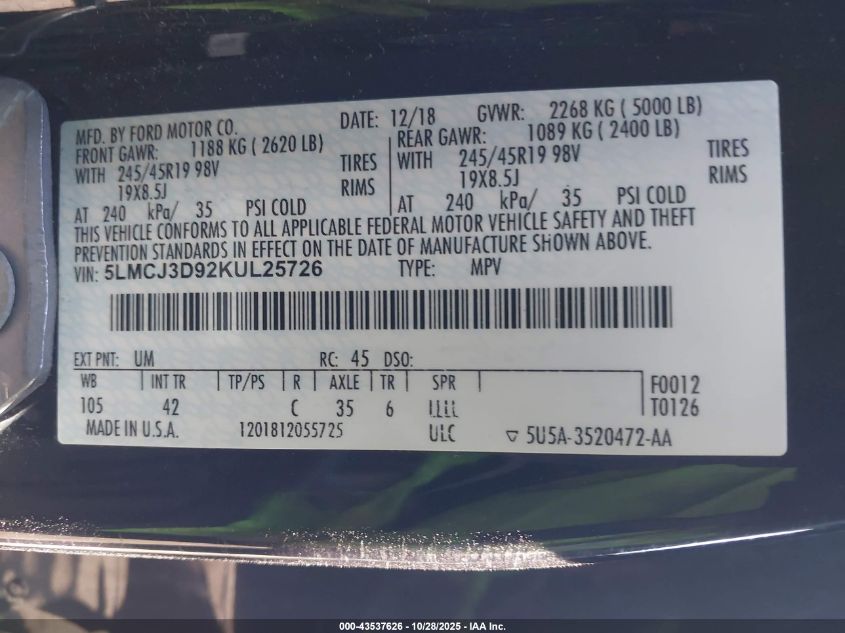 MFD. BY FORD MOTOR CO. DATE: 12/18 GVWR: 2268 KG ( 5000 LB)
FRONT GAWR: 1188 KG ( 2620 LB) REAR GAWR: 1089 KG ( 2400 LB)
WITH 245/45R19 98V TIRES WITH 245/45R19 98V TIRES
19X8.5J RIMS 19X8.5J RIMS
AT 240 kPa/ 35 PSI COLD AT 240 kPa/ 35 PSI COLD
THIS VEHICLE CONFORMS TO ALL APPLICABLE FEDERAL MOTOR VEHICLE SAFETY AND THEFT
PREVENTION STANDARDS IN EFFECT ON THE DATE OF MANUFACTURE SHOWN ABOVE.
VIN: 5LMCJ3D92KUL25726 TYPE: MPV
EXT PNT: UM RC: 45 DSO:
WB INT TR TP/PS R AXLE TR SPR F0012
105 42 C 35 6 T0126
MADE IN U.S.A. 1201812055725 ULC 5U5A-3520472-AA
000-43537626 - 10/28/2025 - IAA Inc.